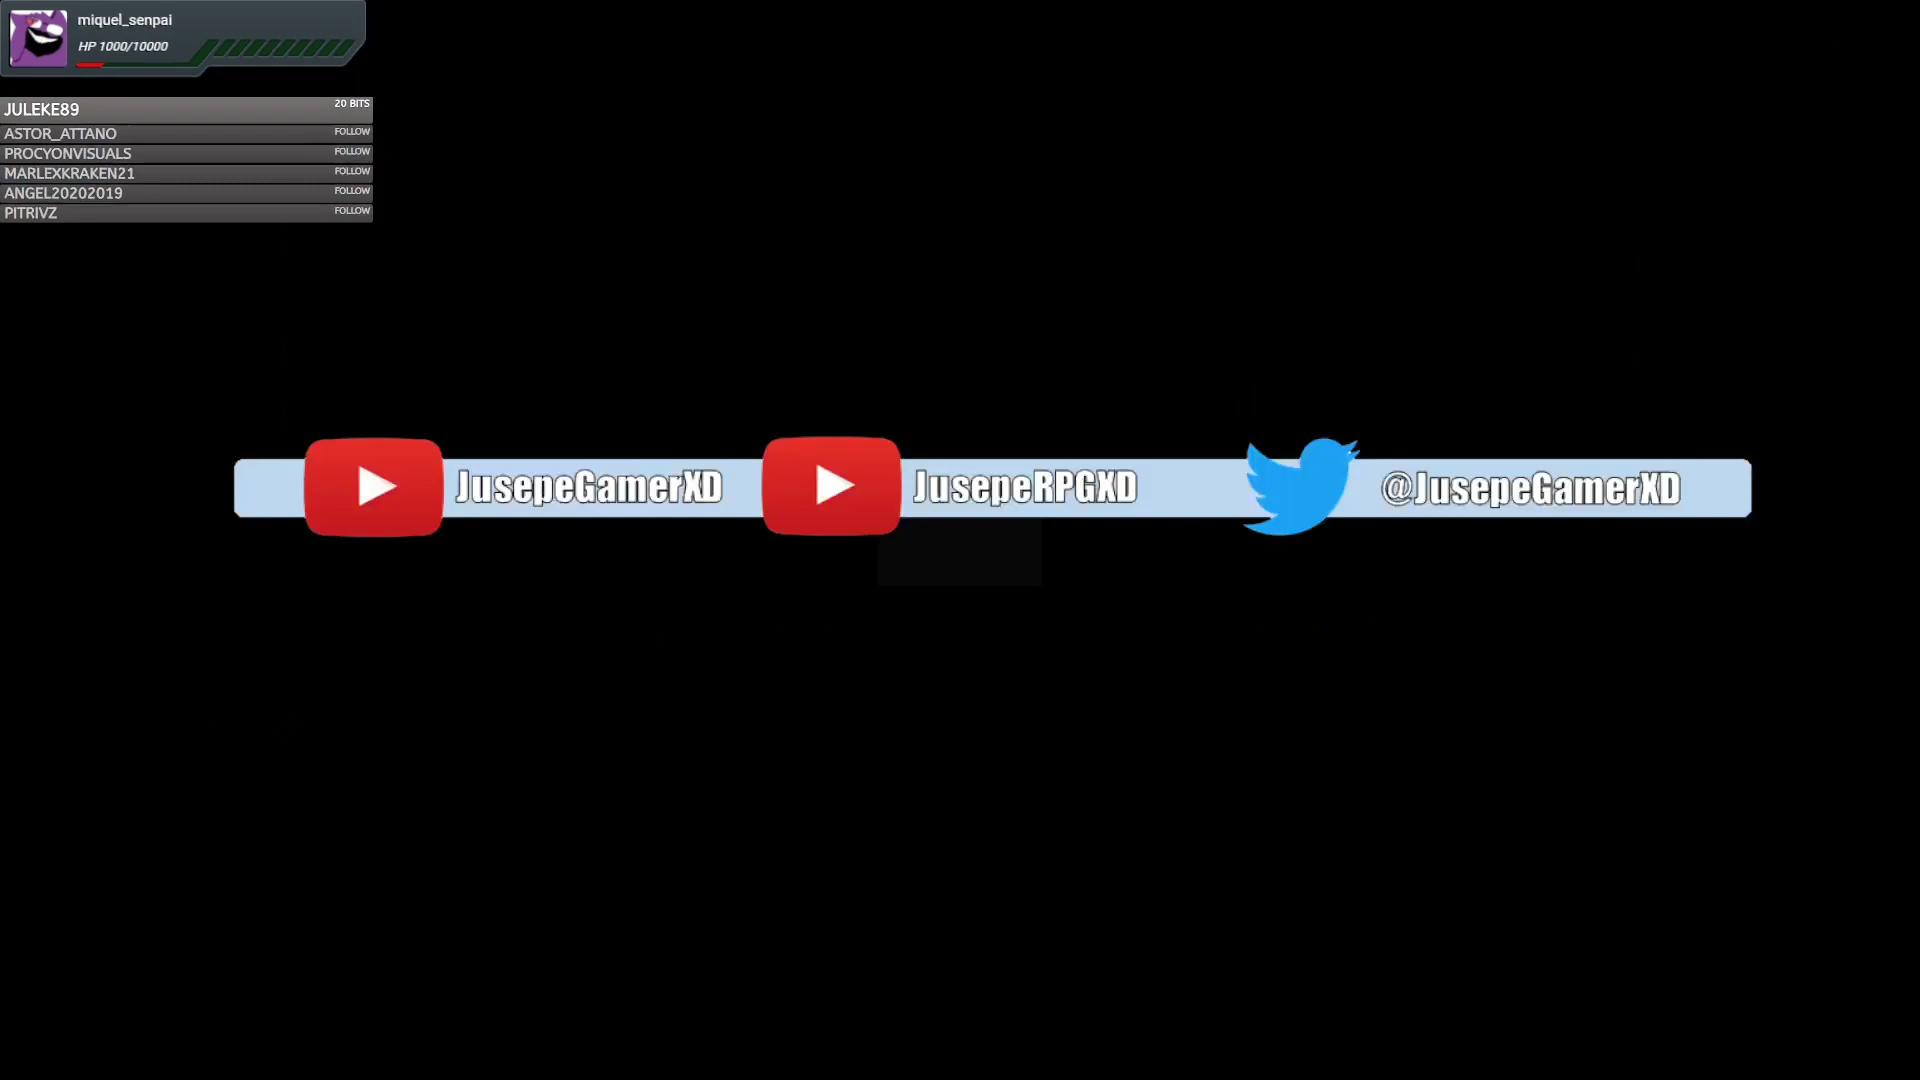 miquel_senpai
HP 1000/10000
JULEKE89 20 BITS
ASTOR_ATTANO FOLLOW
PROCYONVISUALS FOLLOW
MARLEXKRAKEN21 FOLLOW
ANGEL20202019 FOLLOW
PITRIVZ FOLLOW
JusepeGamerXD JusepeRPGXD @JusepeGamerXD